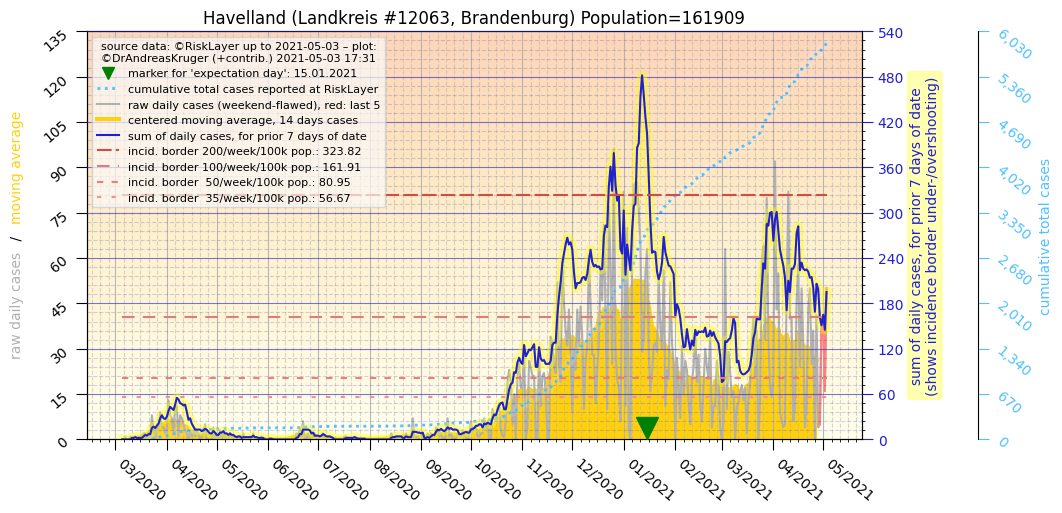 Havelland (Landkreis #12063, Brandenburg) Population=161909
source data: ©RiskLayer up to 2021-05-03 – plot:
©DrAndreasKruger (+contrib.) 2021-05-03 17:31
marker for 'expectation day': 15.01.2021
cumulative total cases reported at RiskLayer
raw daily cases (weekend-flawed), red: last 5
centered moving average, 14 days cases
sum of daily cases, for prior 7 days of date
incid. border 200/week/100k pop.: 323.82
incid. border 100/week/100k pop.: 161.91
incid. border  50/week/100k pop.: 80.95
incid. border  35/week/100k pop.: 56.67
raw daily cases / moving average
135
120
105
90
75
60
45
30
15
0
03/2020
04/2020
05/2020
06/2020
07/2020
08/2020
09/2020
10/2020
11/2020
12/2020
01/2021
02/2021
03/2021
04/2021
05/2021
540
480
420
360
300
240
180
120
60
0
sum of daily cases, for prior 7 days of date
(shows incidence border under-/overshooting)
6,030
5,360
4,690
4,020
3,350
2,680
2,010
1,340
670
0
cumulative total cases